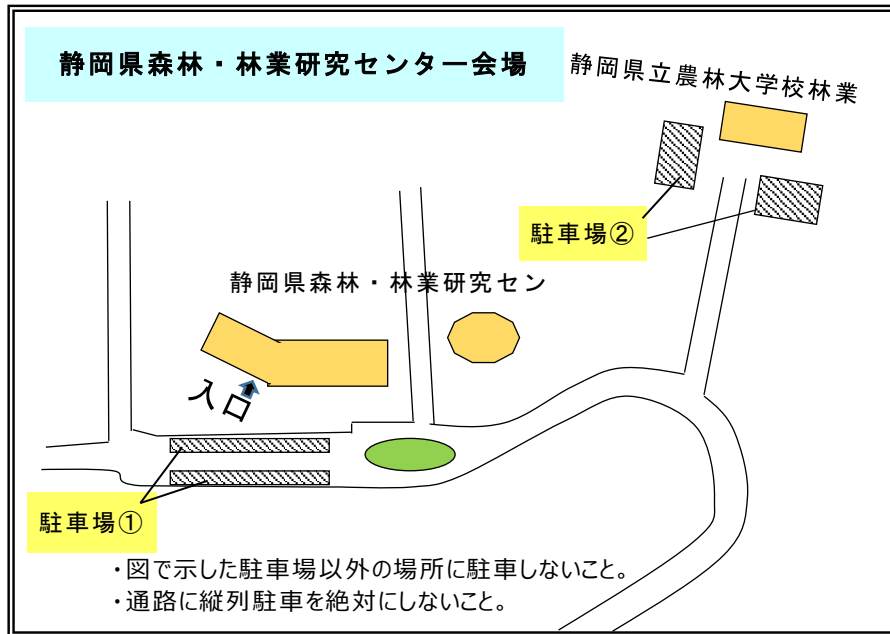 静岡県森林・林業研究センター会場
静岡県立農林大学校林業
駐車場②
静岡県森林・林業研究セン
入口
駐車場①
・図で示した駐車場以外の場所に駐車しないこと。
・通路に縦列駐車を絶対にしないこと。